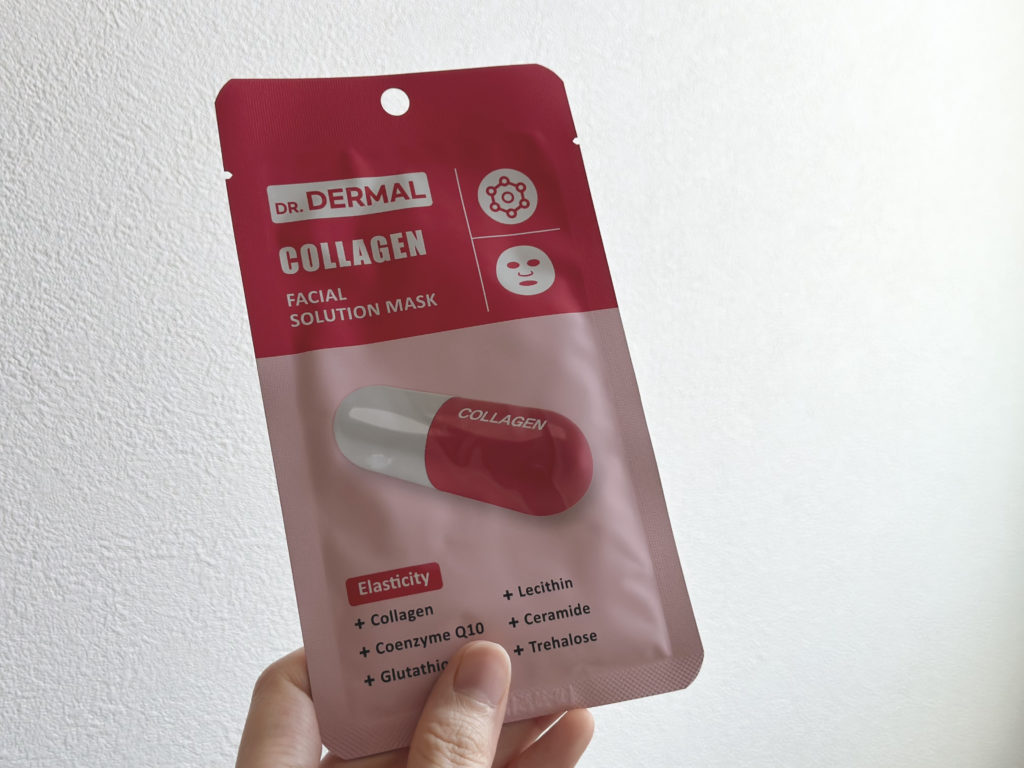 DR. DERMAL
COLLAGEN
FACIAL
SOLUTION MASK
COLLAGEN
Elasticity
+ Collagen
+ Coenzyme Q10
+ Lecithin
+ Ceramide
+ Trehalose